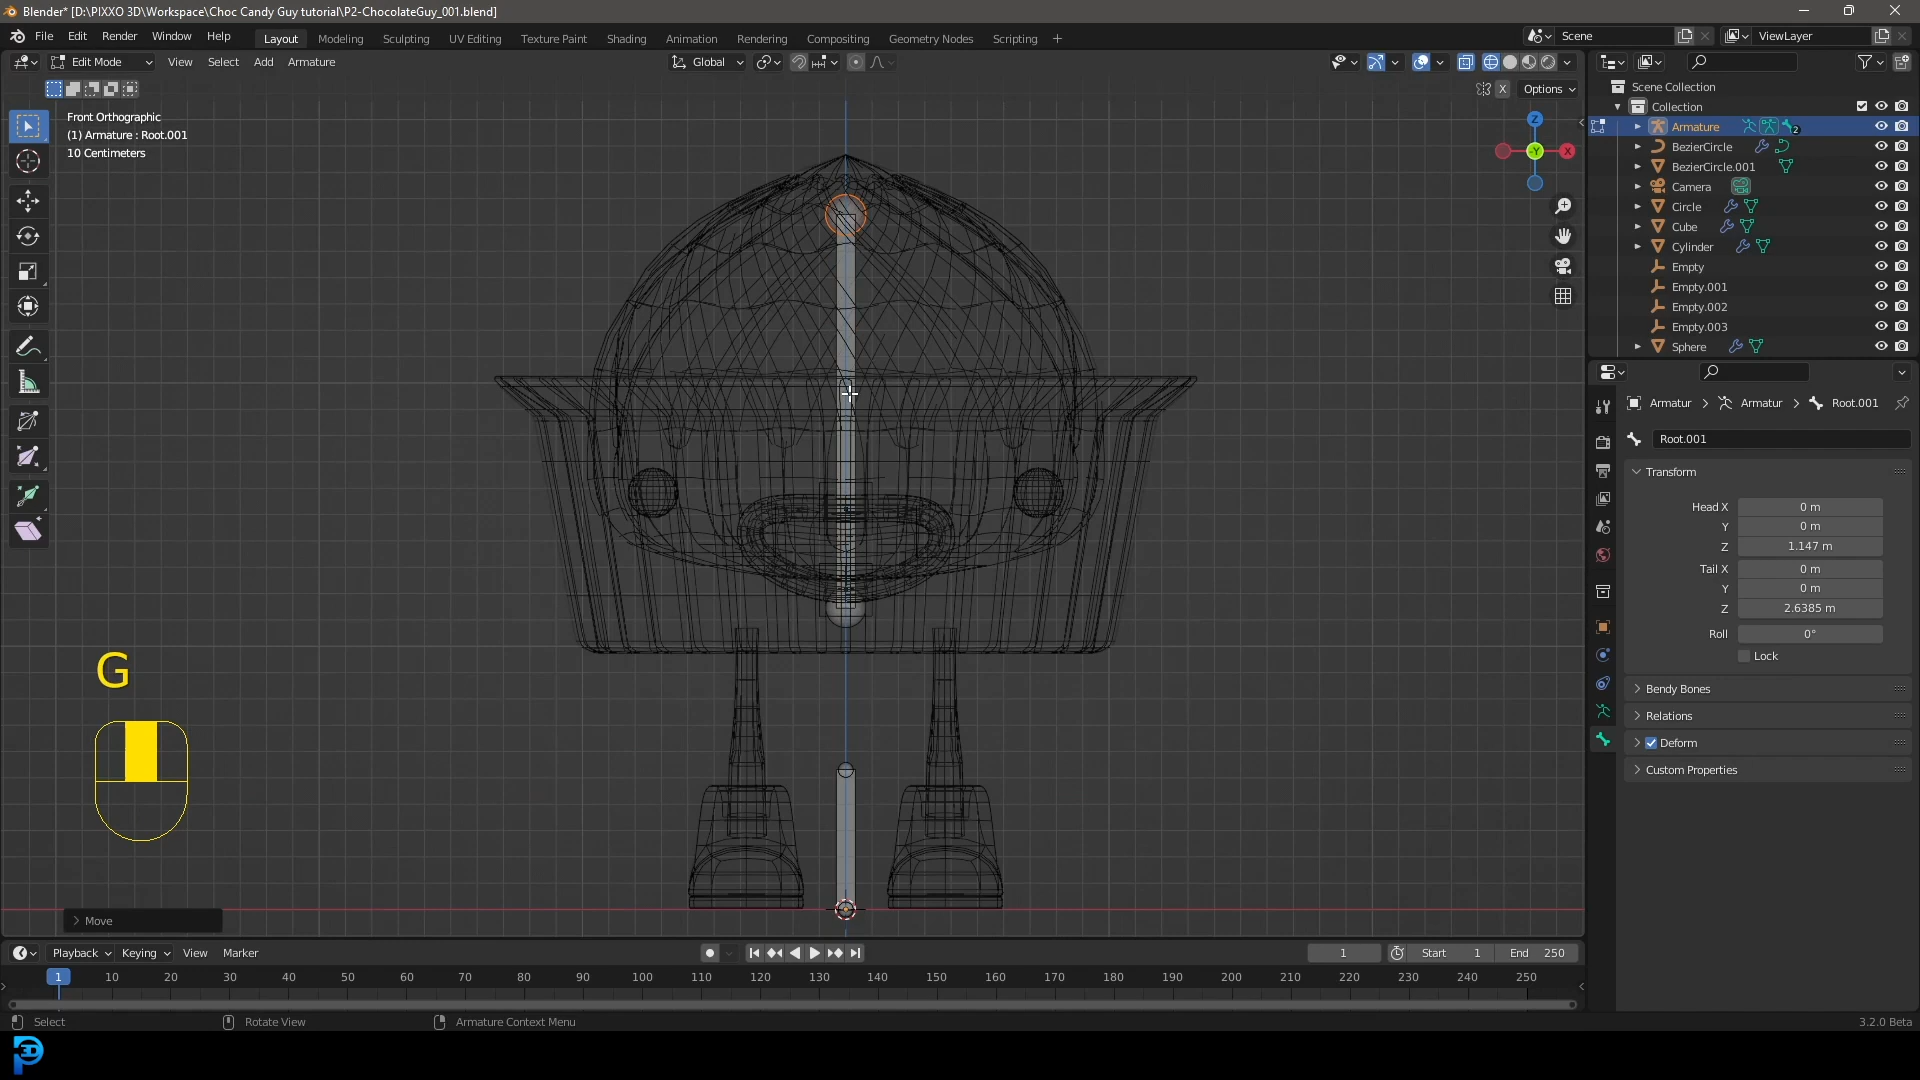 Blender* [D:\PIXXO 3D\Workspace\Choc Candy Guy tutorial\P2-ChocolateGuy_001.blend]
File Edit Render Window Help Layout Modeling Sculpting UV Editing Texture Paint Shading Animation Rendering Compositing Geometry Nodes Scripting + Scene ViewLayer
Edit Mode View Select Add Armature Global
X Options
Front Orthographic
(1) Armature : Root.001
10 Centimeters
Z
-Y
X
Scene Collection
Collection
Armature 2
BezierCircle
BezierCircle.001
Camera
Circle
Cube
Cylinder
Empty
Empty.001
Empty.002
Empty.003
Sphere
Armatur > Armatur > Root.001
Root.001
Transform
Head X 0 m
Y 0 m
Z 1.147 m
Tail X 0 m
Y 0 m
Z 2.6385 m
Roll 0°
Lock
Bendy Bones
Relations
Deform
Custom Properties
G
> Move
Playback Keying View Marker 1 Start 1 End 250
1 10 20 30 40 50 60 70 80 90 100 110 120 130 140 150 160 170 180 190 200 210 220 230 240 250
Select Rotate View Armature Context Menu 3.2.0 Beta